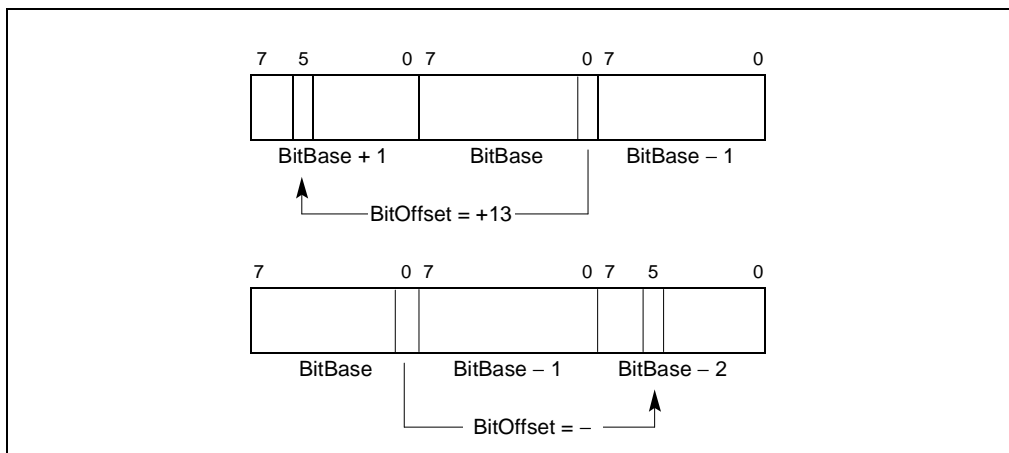 7 5 0 7 0 7 0
BitBase + 1 BitBase BitBase − 1
BitOffset = +13
7 0 7 0 7 5 0
BitBase BitBase − 1 BitBase − 2
BitOffset = −